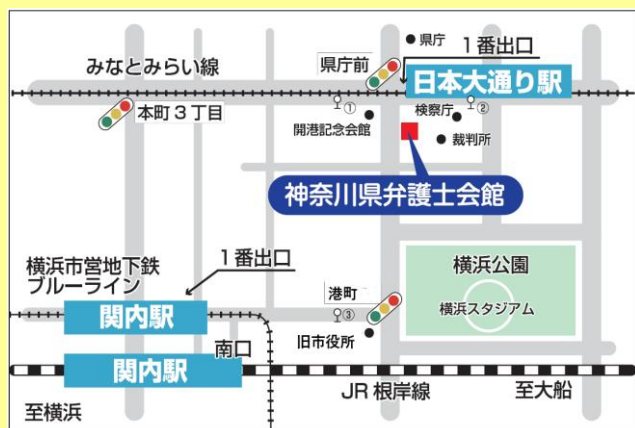 県庁
1番出口
県庁前
みなとみらい線
日本大通り駅
本町3丁目
①
検察庁
②
開港記念会館
裁判所
神奈川県弁護士会館
横浜市営地下鉄
ブルーライン
1番出口
横浜公園
港町
横浜スタジアム
関内駅
③
旧市役所
南口
関内駅
JR根岸線
至大船
至横浜